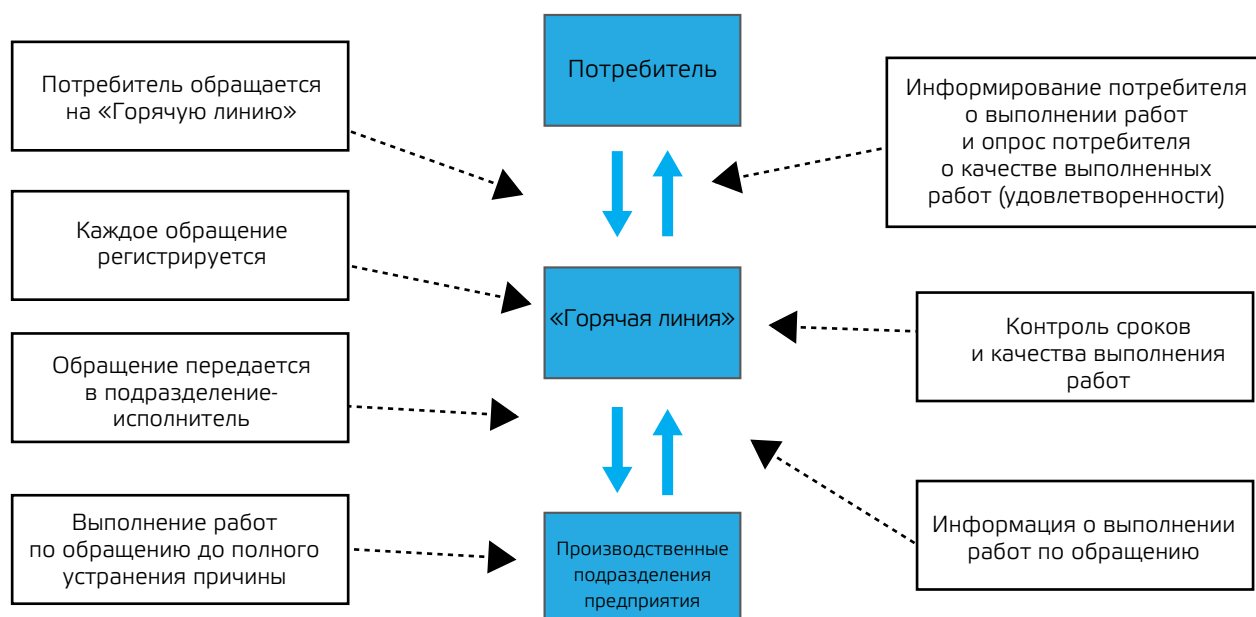 Потребитель обращается
на «Горячую линию»
Каждое обращение
регистрируется
Обращение передается
в подразделение-
исполнитель
Выполнение работ
по обращению до полного
устранения причины
Потребитель
«Горячая линия»
Производственные
подразделения
предприятия
Информирование потребителя
о выполнении работ
и опрос потребителя
о качестве выполненных
работ (удовлетворенности)
Контроль сроков
и качества выполнения
работ
Информация о выполнении
работ по обращению